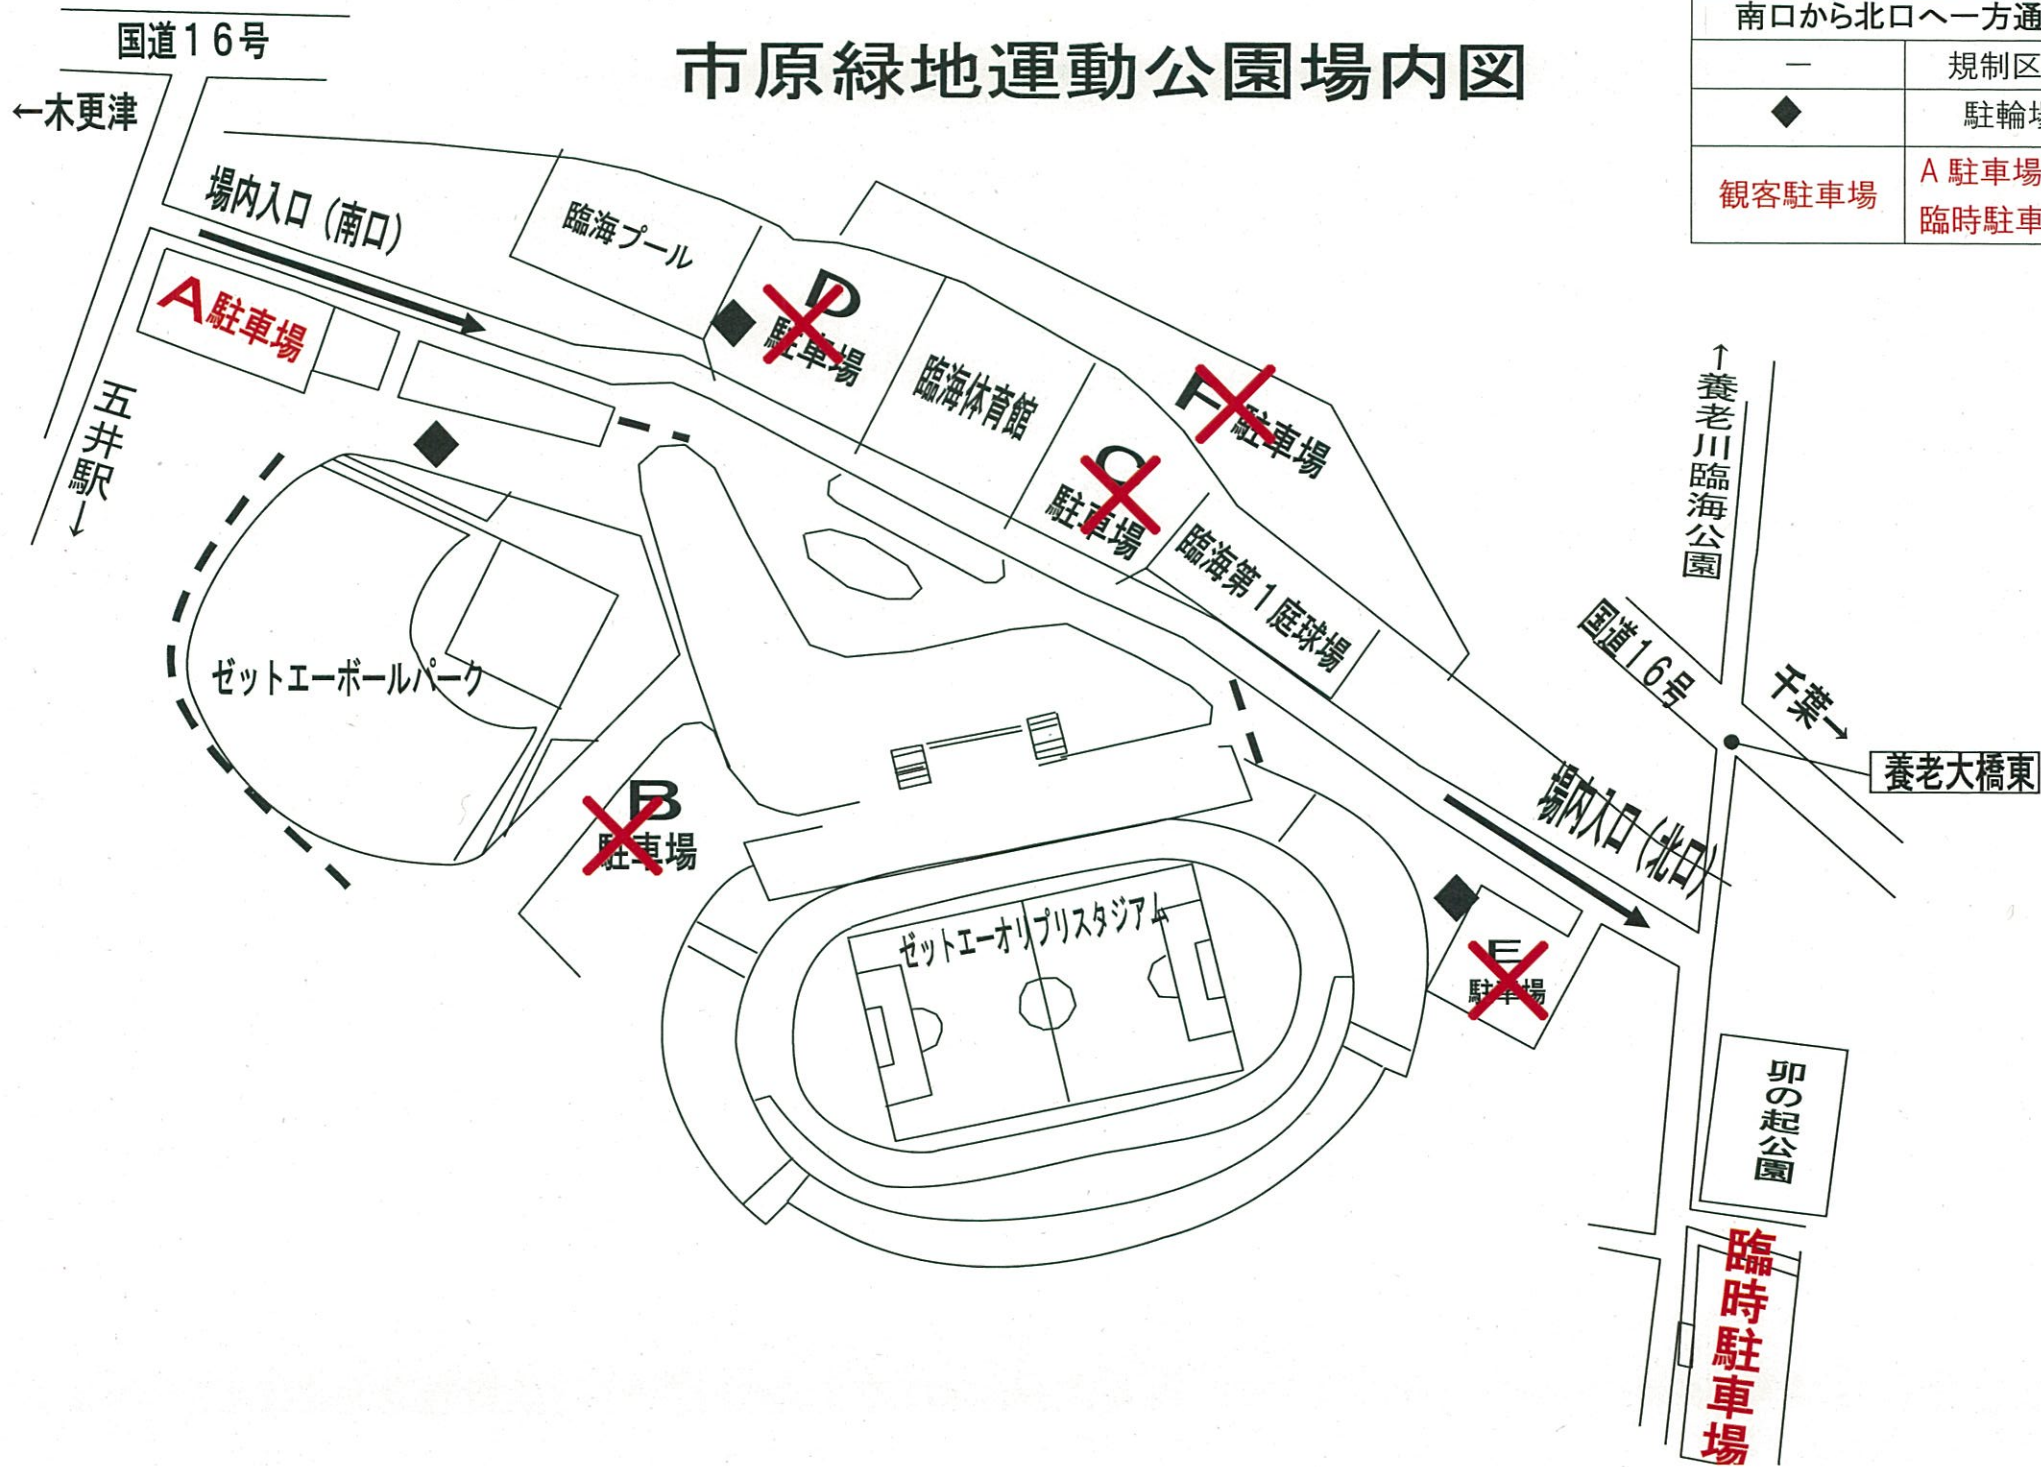 市原緑地運動公園場内図
国道16号
←木更津
南口から北口へ一方通
― 規制区
◆ 駐輪
観客駐車場
A 駐車場
臨時駐車
場内入口（南口）
臨海プール
A駐車場
D
駐車場
臨海体育館
F
駐車場
C
駐車場
臨海第1庭球場
五井駅→
↑養老川臨海公園
国道16号
千葉→
養老大橋東
ゼットエーボールパーク
B
駐車場
場内入口（北口）
ゼットエーオリプリスタジアム
E
駐車場
卯の起公園
臨時駐車場